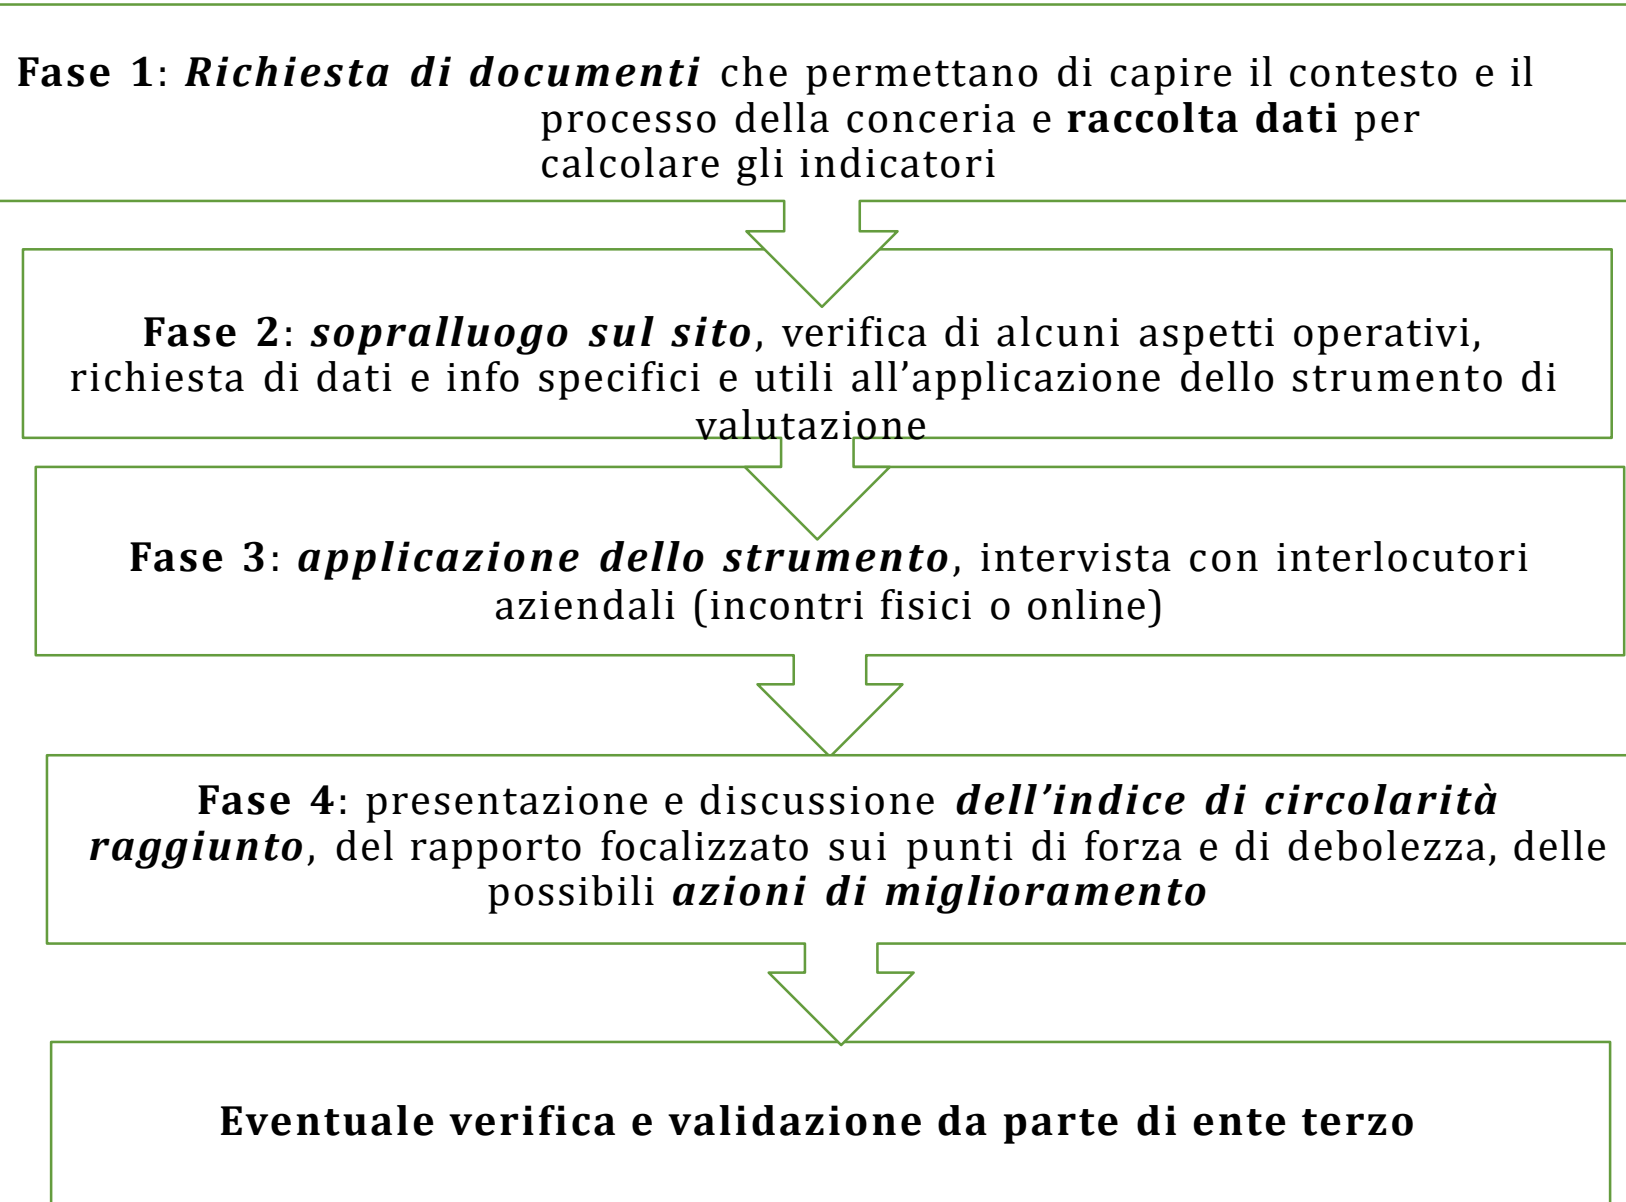 Fase 1: Richiesta di documenti che permettano di capire il contesto e il
processo della conceria e raccolta dati per
calcolare gli indicatori
Fase 2: sopralluogo sul sito, verifica di alcuni aspetti operativi,
richiesta di dati e info specifici e utili all’applicazione dello strumento di
valutazione
Fase 3: applicazione dello strumento, intervista con interlocutori
aziendali (incontri fisici o online)
Fase 4: presentazione e discussione dell’indice di circolarità
raggiunto, del rapporto focalizzato sui punti di forza e di debolezza, delle
possibili azioni di miglioramento
Eventuale verifica e validazione da parte di ente terzo